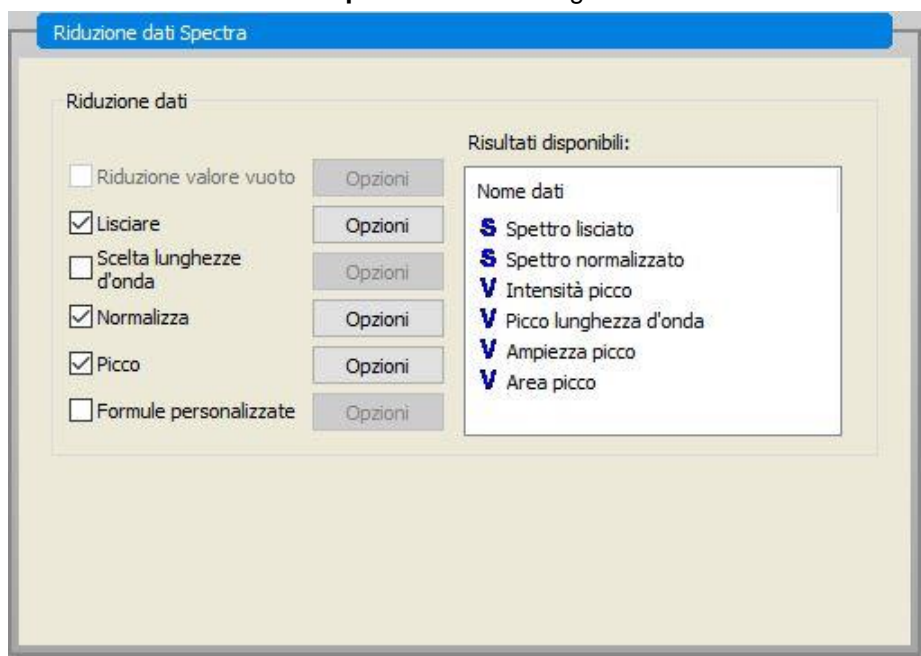 Riduzione dati Spectra
Riduzione dati
Riduzione valore vuoto Opzioni
Lisciare Opzioni
Scelta lunghezze
d'onda Opzioni
Normalizza Opzioni
Picco Opzioni
Formule personalizzate Opzioni
Risultati disponibili:
Nome dati
S Spettro lisciato
S Spettro normalizzato
V Intensità picco
V Picco lunghezza d'onda
V Ampiezza picco
V Area picco